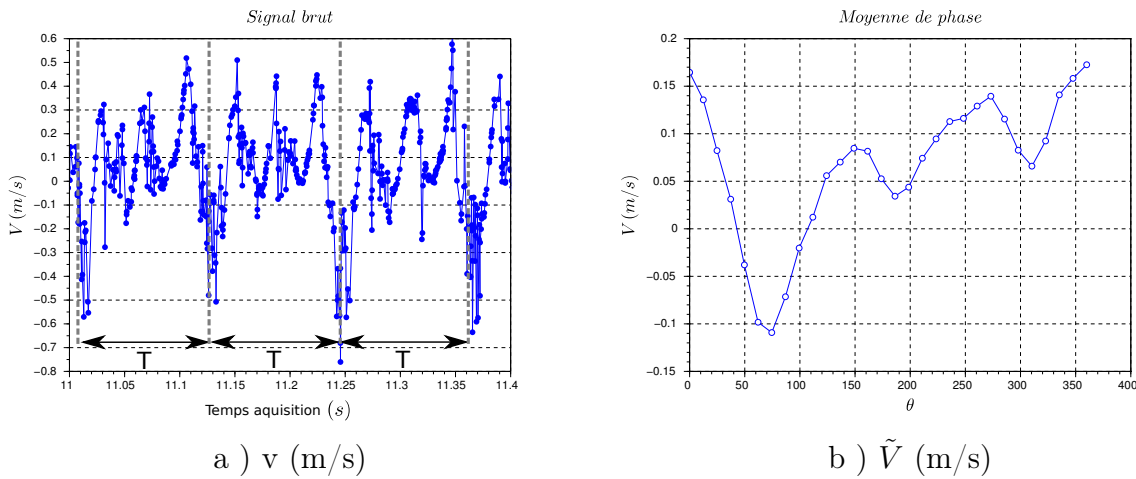 Signal brut
0.6
0.5
0.4
0.3
0.2
0.1
0
−0.1
−0.2
−0.3
−0.4
−0.5
−0.6
−0.7
−0.8
V (m/s)
T T T
11 11.05 11.1 11.15 11.2 11.25 11.3 11.35 11.4
Temps aquisition (s)
a ) v (m/s)
Moyenne de phase
0.2
0.15
0.1
0.05
0
−0.05
−0.1
−0.15
V (m/s)
0 50 100 150 200 250 300 350 400
θ
b ) Ṽ (m/s)